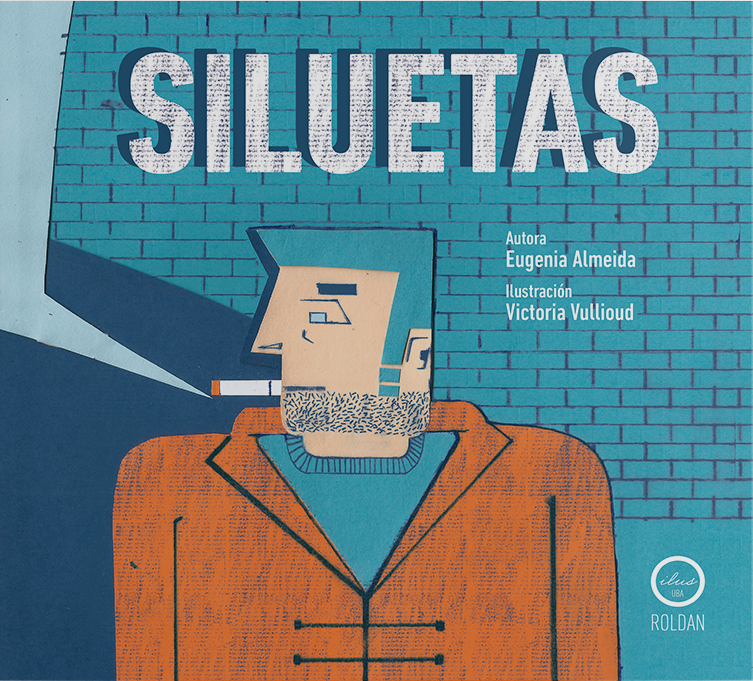 SILUETAS
Autora
Eugenia Almeida
Ilustración
Victoria Vullioud
ilus
UBA
ROLDAN